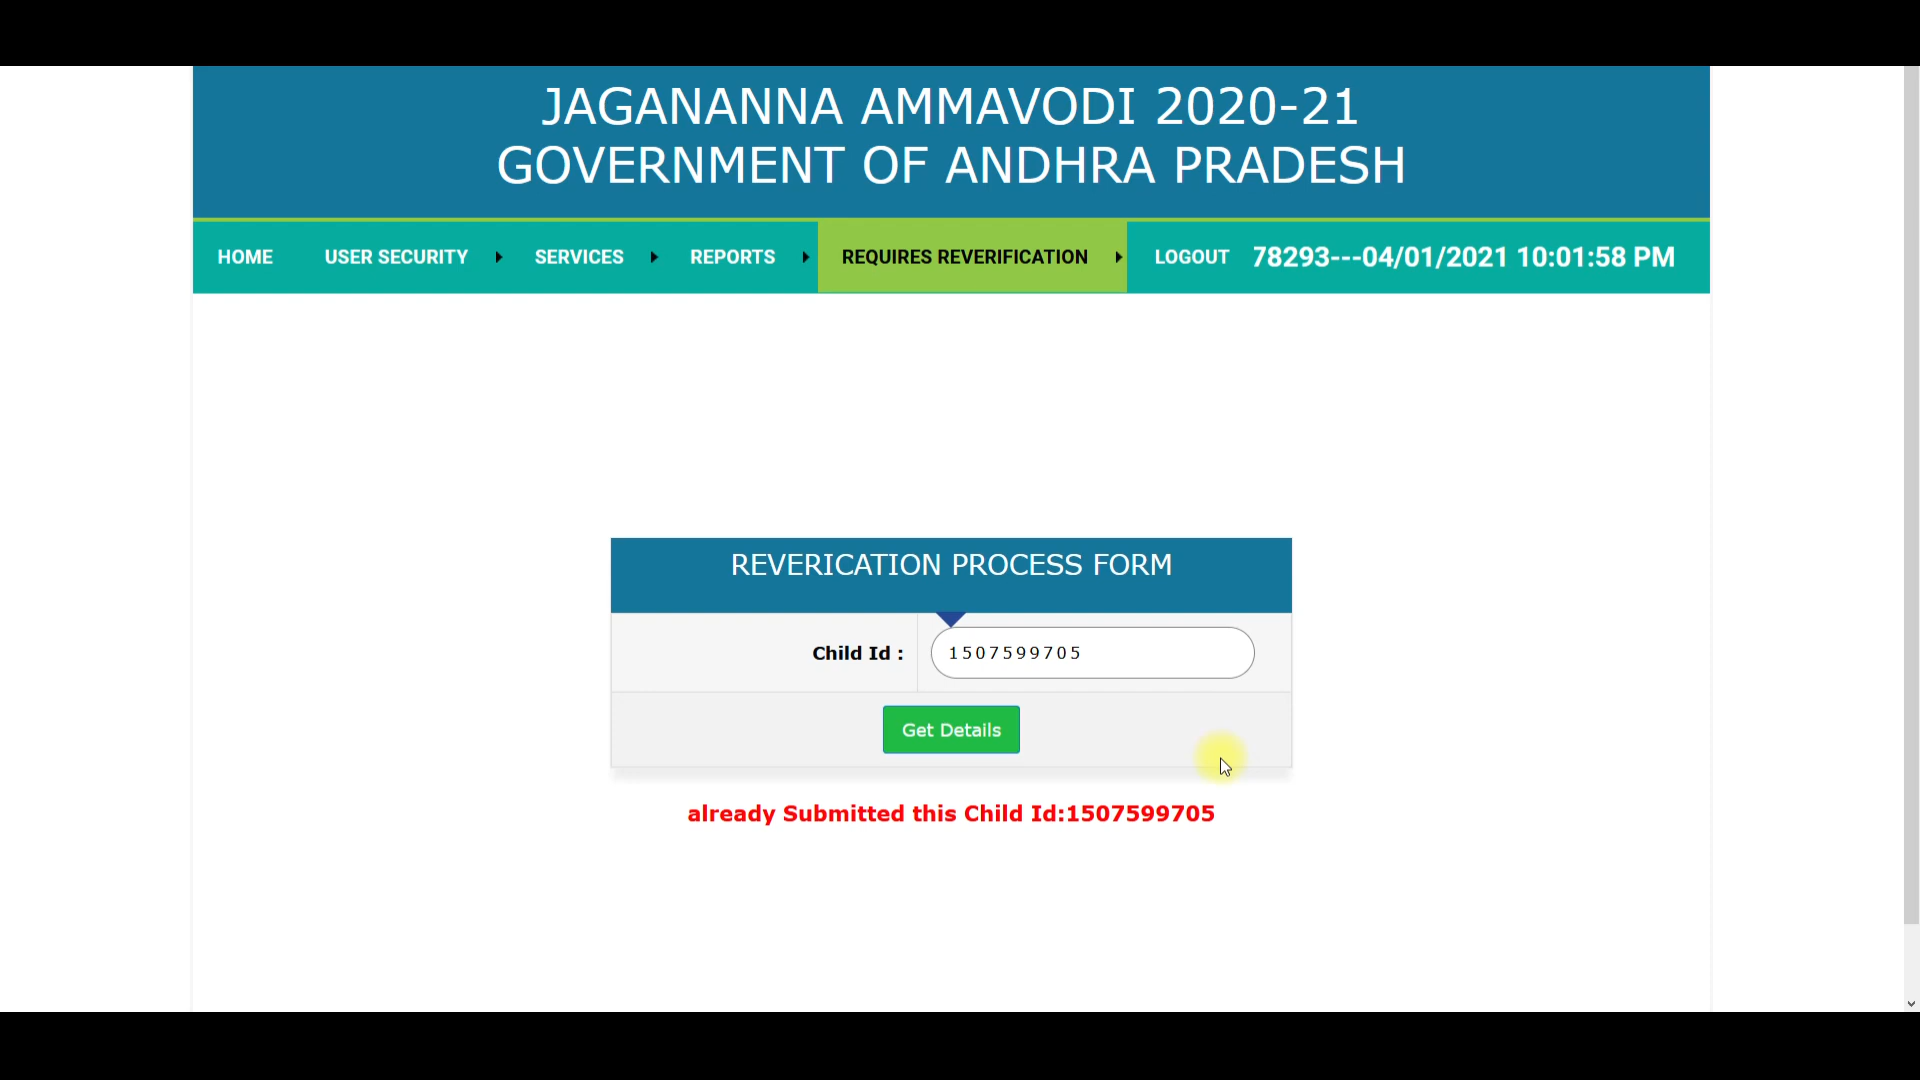 JAGANANNA AMMAVODI 2020-21
GOVERNMENT OF ANDHRA PRADESH
HOME USER SECURITY SERVICES REPORTS REQUIRES REVERIFICATION LOGOUT 78293---04/01/2021 10:01:58 PM
REVERICATION PROCESS FORM
Child Id : 1507599705
Get Details
already Submitted this Child Id:1507599705